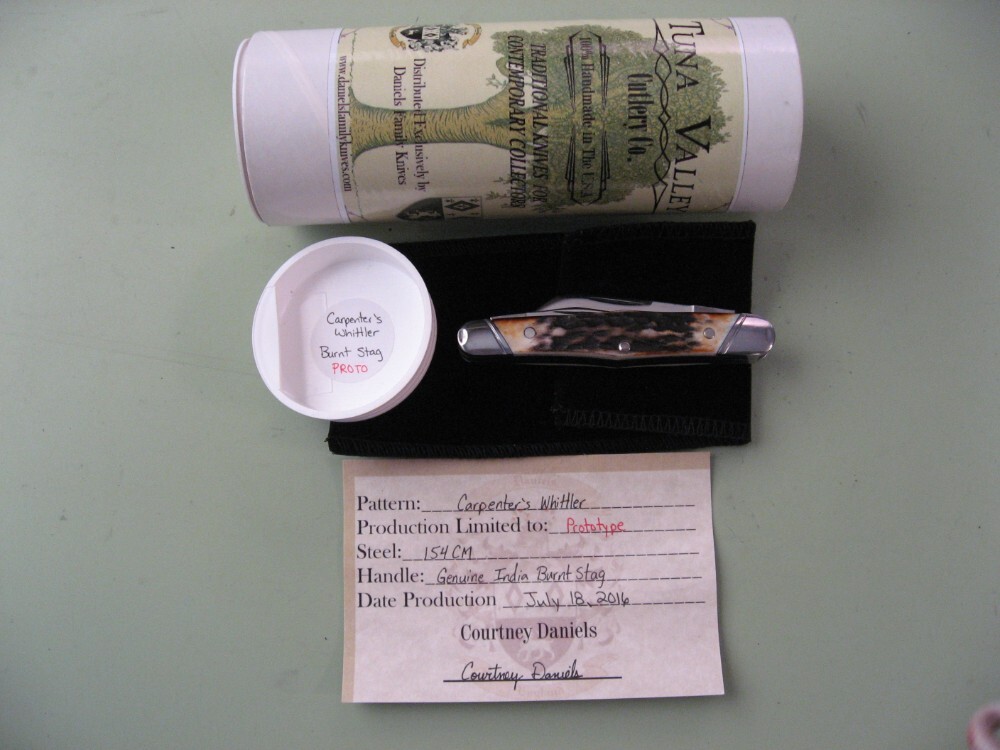 TUNA VALLEY
Cutlery Co.
100% Handmade in The USA
TRADITIONAL KNIVES FOR
CONTEMPORARY COLLECTORS
Distributed Exclusively by
Daniels Family Knives
www.danielsfamilyknives.com
Carpenter's
Whittler
Burnt Stag
PROTO
Pattern: Carpenter's Whittler
Production Limited to: Prototype
Steel: 154CM
Handle: Genuine India Burnt Stag
Date Production July 18, 2016
Courtney Daniels
Courtney Daniels